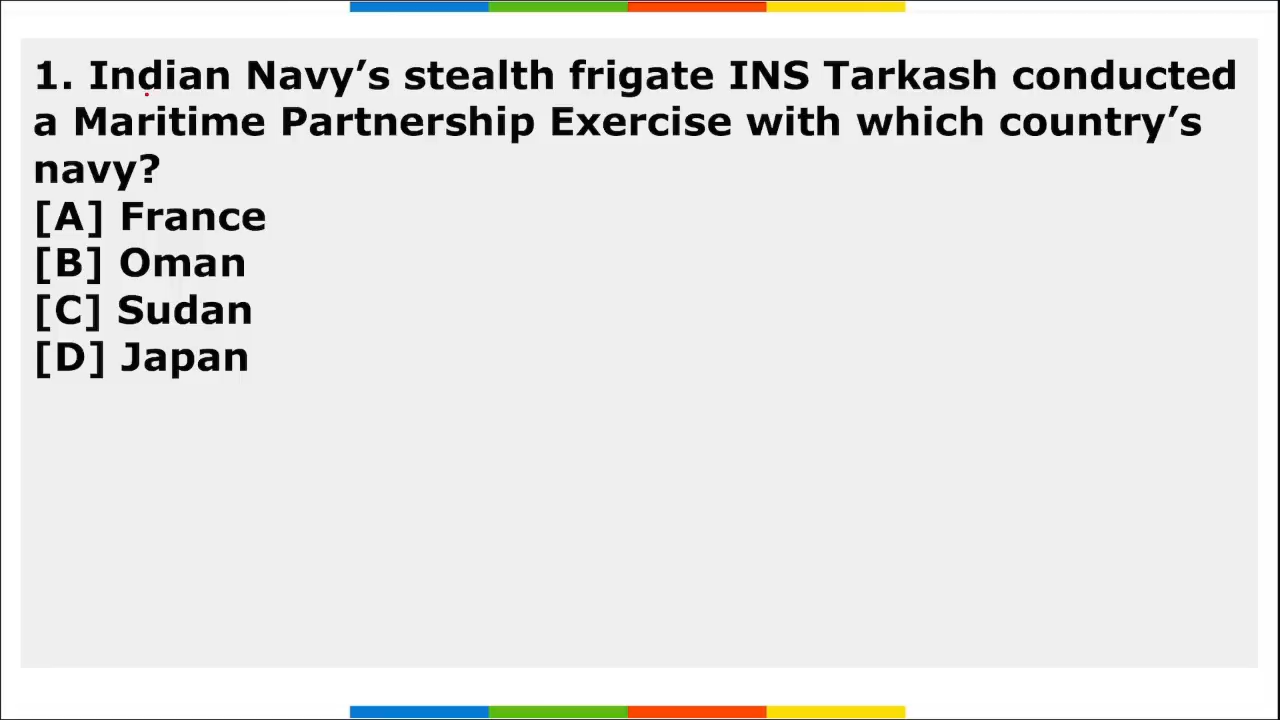 1. Indian Navy’s stealth frigate INS Tarkash conducted
a Maritime Partnership Exercise with which country’s
navy?
[A] France
[B] Oman
[C] Sudan
[D] Japan